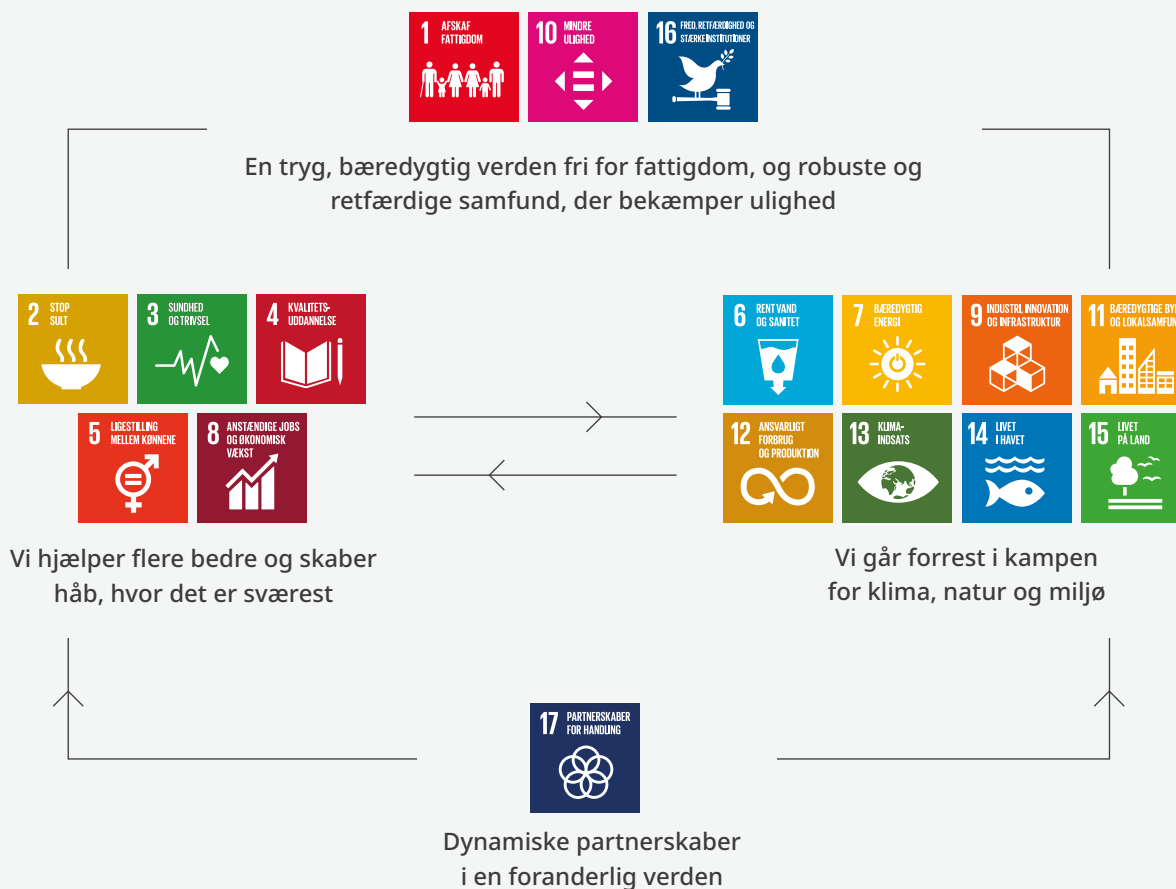 1 AFSKAF
FATTIGDOM
10 MINDRE
ULIGHED
16 FRED, RETFÆRDIGHED OG
STÆRKE INSTITUTIONER
En tryg, bæredygtig verden fri for fattigdom, og robuste og
retfærdige samfund, der bekæmper ulighed
2 STOP
SULT
3 SUNDHED
OG TRIVSEL
4 KVALITETS-
UDDANNELSE
5 LIGESTILLING
MELLEM KØNNENE
8 ANSTÆNDIGE JOBS
OG ØKONOMISK
VÆKST
Vi hjælper flere bedre og skaber
håb, hvor det er sværest
6 RENT VAND
OG SANITET
7 BÆREDYGTIG
ENERGI
9 INDUSTRI, INNOVATION
OG INFRASTRUKTUR
11 BÆREDYGTIGE BY
OG LOKALSAMFUN
12 ANSVARLIGT
FORBRUG
OG PRODUKTION
13 KLIMA-
INDSATS
14 LIVET
I HAVET
15 LIVET
PÅ LAND
Vi går forrest i kampen
for klima, natur og miljø
17 PARTNERSKABER
FOR HANDLING
Dynamiske partnerskaber
i en foranderlig verden